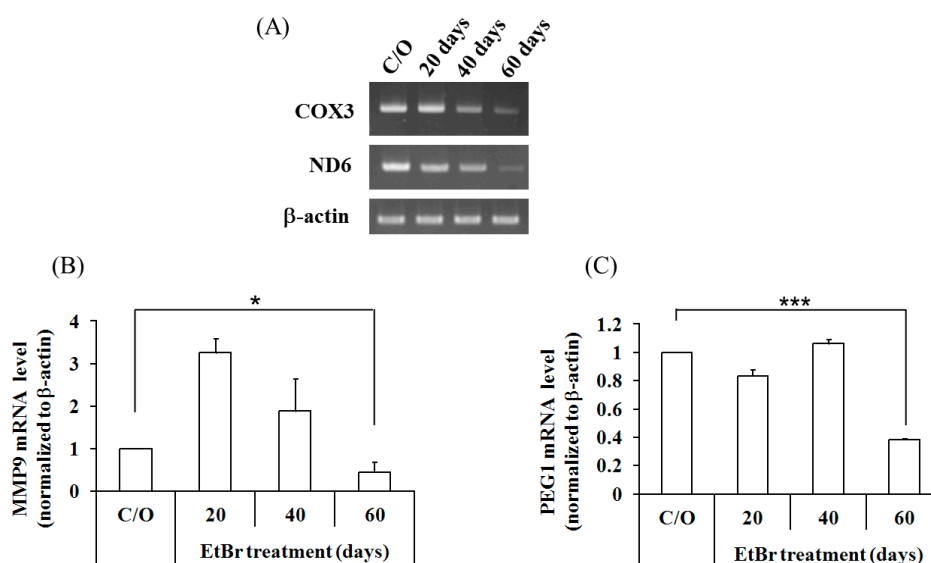 (A)
C/O 20 days 40 days 60 days
COX3
ND6
β-actin
(B)
MMP9 mRNA level
(normalized to β-actin)
4
3
2
1
0
*
C/O 20 40 60
EtBr treatment (days)
(C)
PEG1 mRNA level
(normalized to β-actin)
1.2
1
0.8
0.6
0.4
0.2
0
***
C/O 20 40 60
EtBr treatment (days)